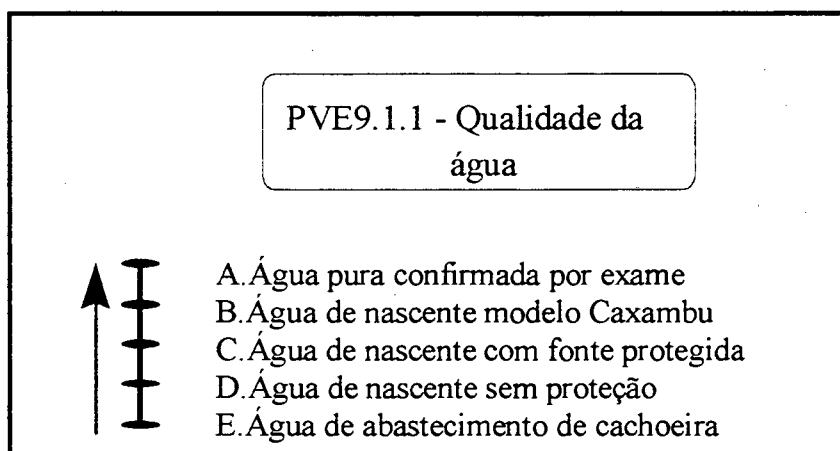 PVE9.1.1 - Qualidade da
água
A.Água pura confirmada por exame
B.Água de nascente modelo Caxambu
C.Água de nascente com fonte protegida
D.Água de nascente sem proteção
E.Água de abastecimento de cachoeira